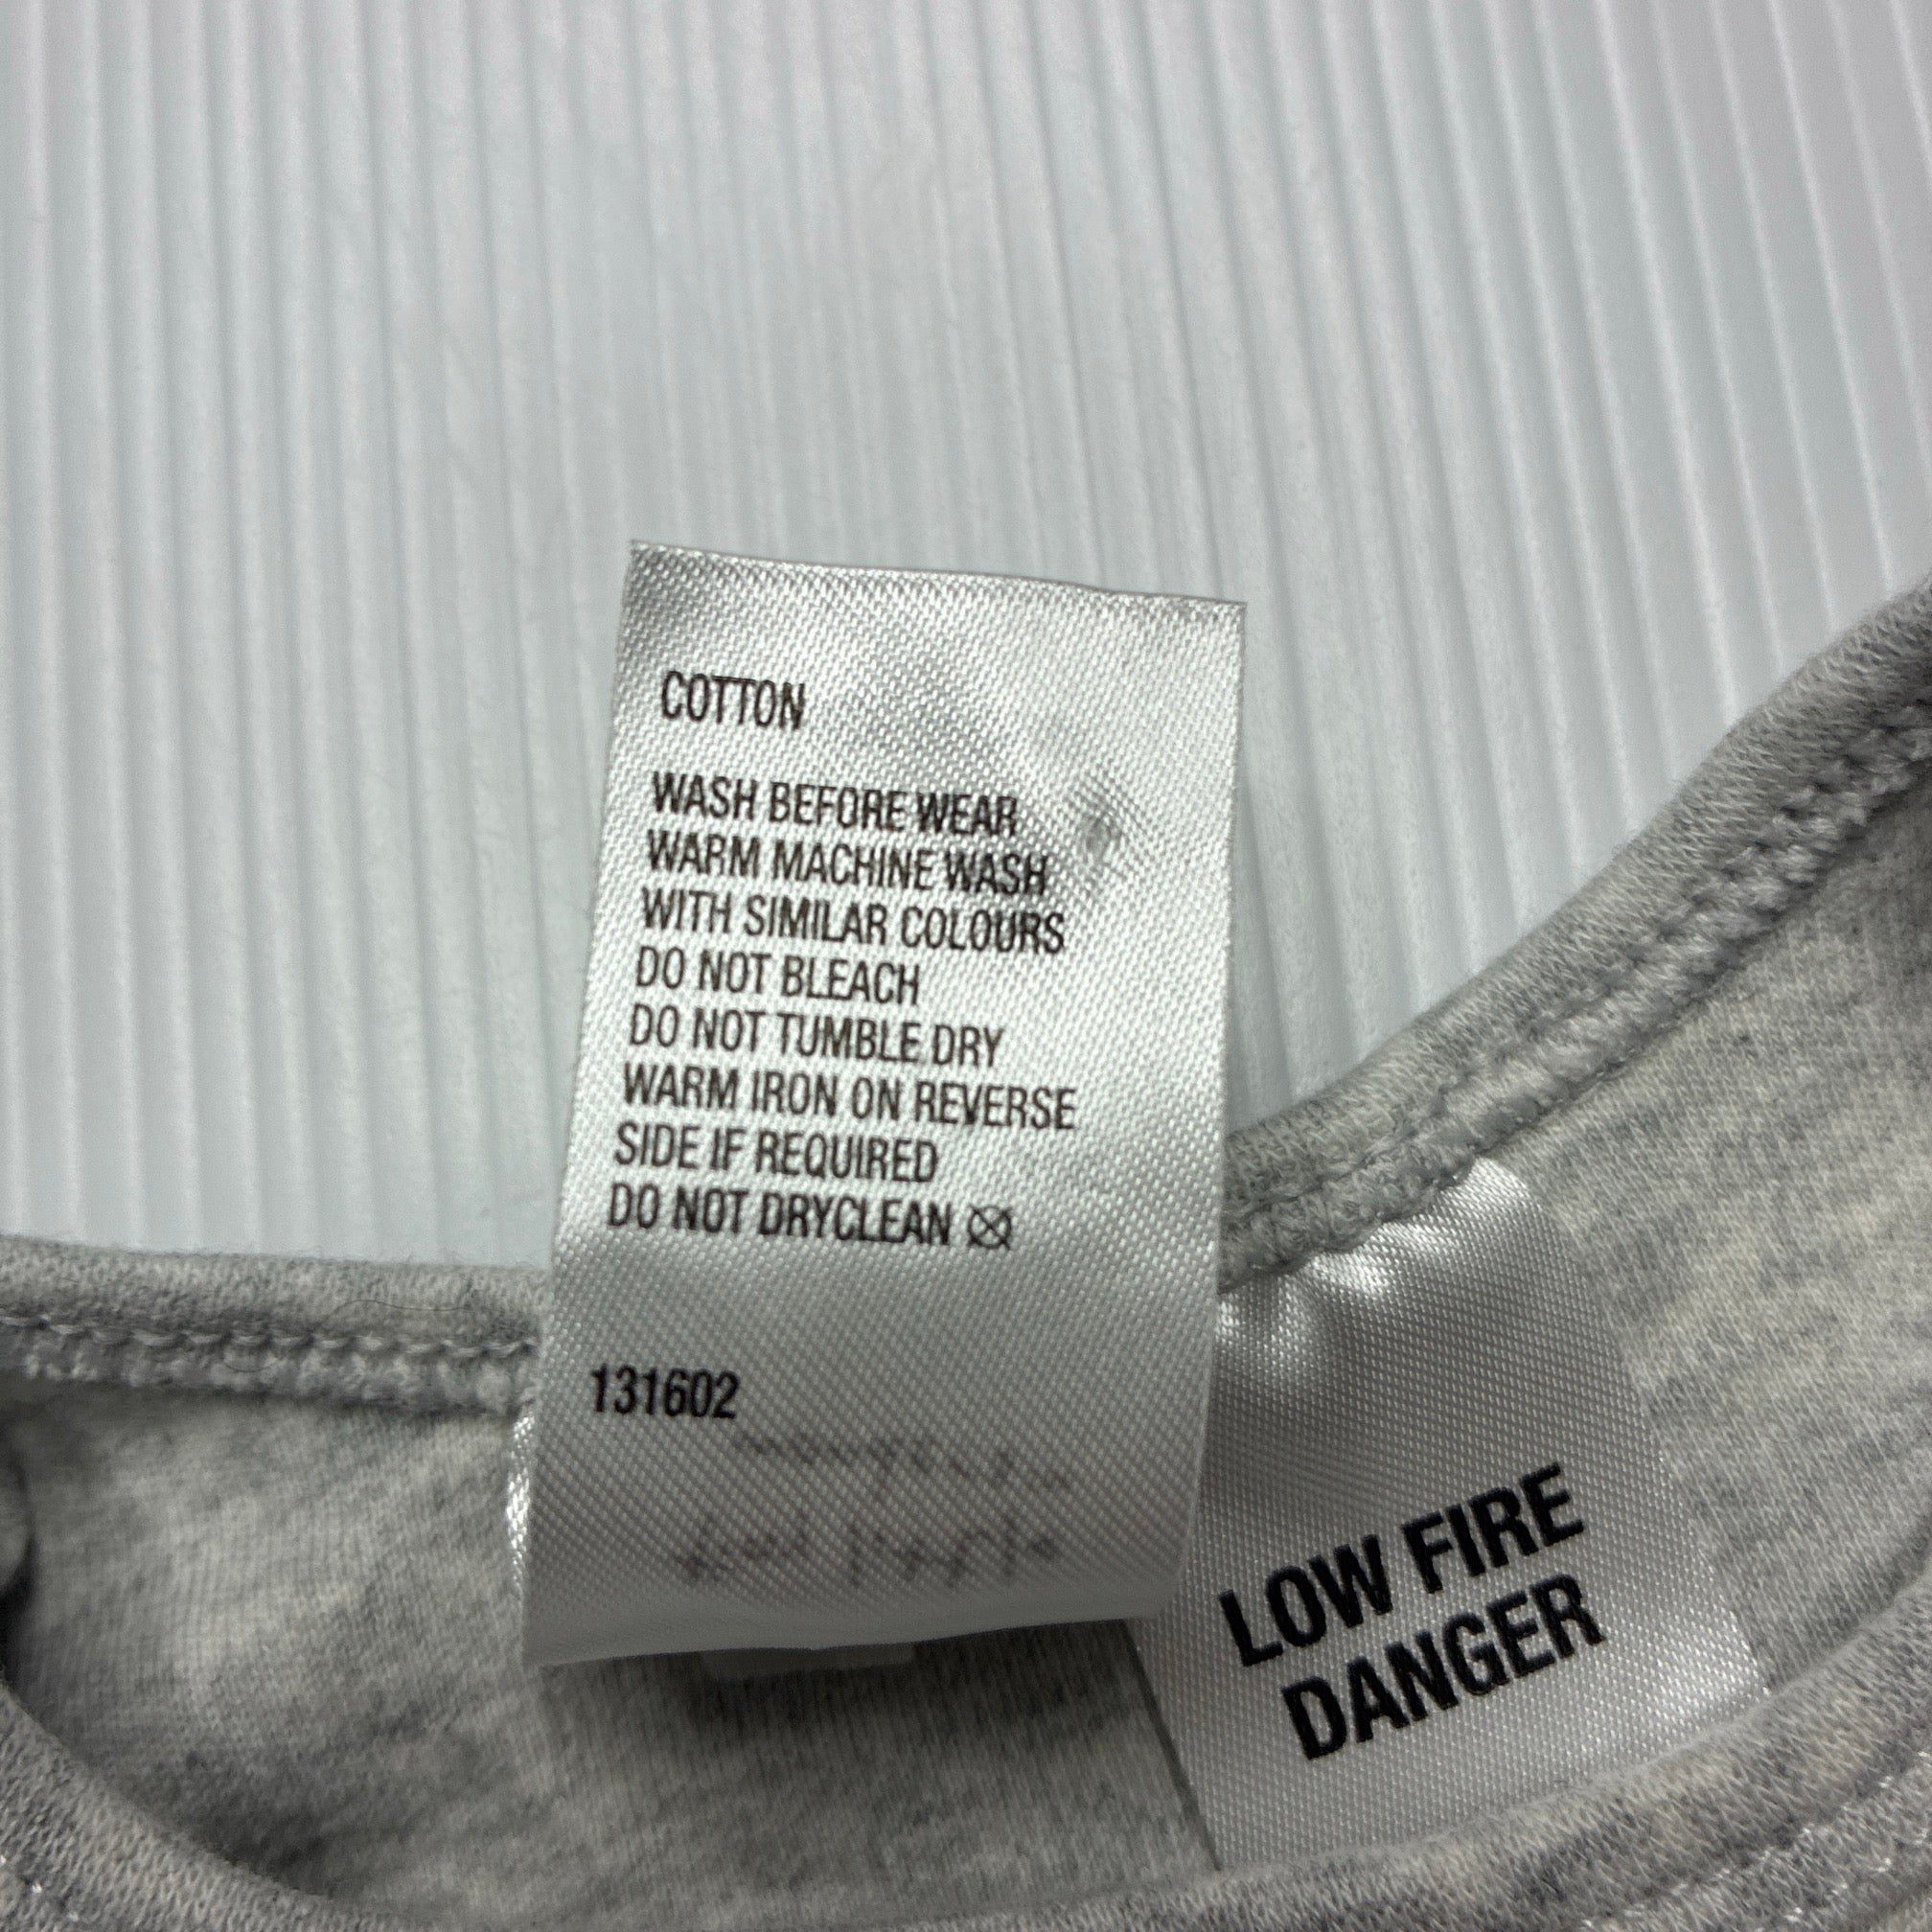 COTTON
WASH BEFORE WEAR
WARM MACHINE WASH
WITH SIMILAR COLOURS
DO NOT BLEACH
DO NOT TUMBLE DRY
WARM IRON ON REVERSE
SIDE IF REQUIRED
DO NOT DRYCLEAN
131602
LOW FIRE
DANGER